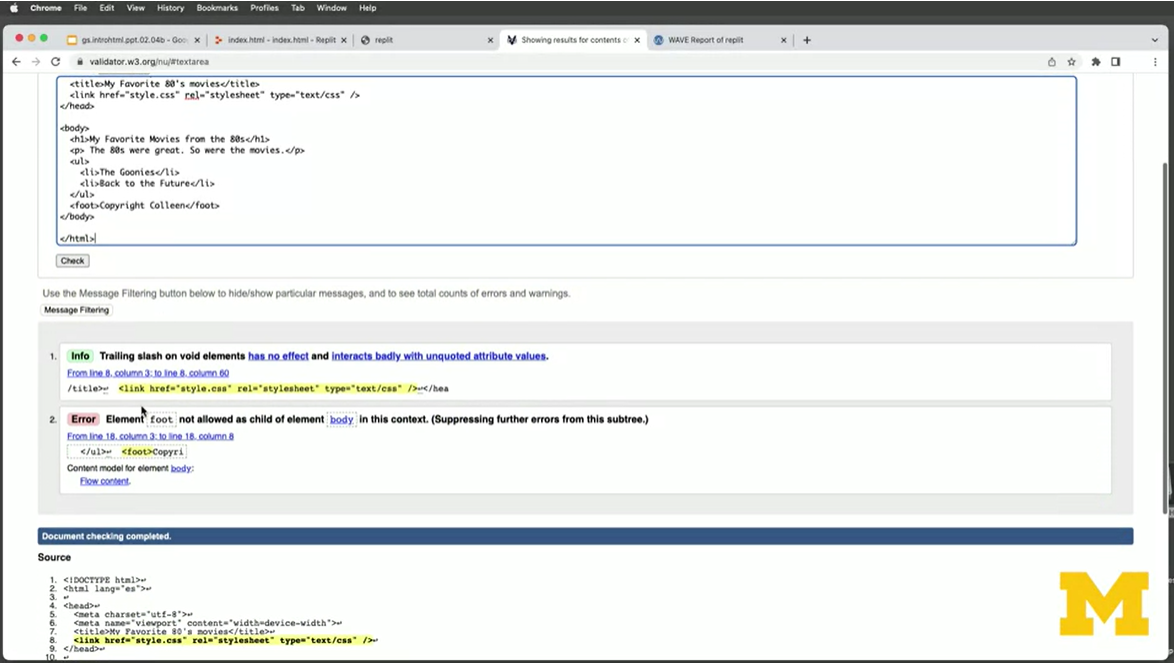 Chrome File Edit View History Bookmarks Profiles Tab Window Help
gs.introhtml.ppt.02.04b - Goo index.html - index.html - Replit replit Showing results for contents o WAVE Report of replit
validator.w3.org/nu/#textarea
<title>My Favorite 80's movies</title>
<link href="style.css" rel="stylesheet" type="text/css" />
</head>
<body>
<h1>My Favorite Movies from the 80s</h1>
<p> The 80s were great. So were the movies.</p>
<ul>
<li>The Goonies</li>
<li>Back to the Future</li>
</ul>
<foot>Copyright Colleen</foot>
</body>
</html>
Check
Use the Message Filtering button below to hide/show particular messages, and to see total counts of errors and warnings.
Message Filtering
1. Info Trailing slash on void elements has no effect and interacts badly with unquoted attribute values.
From line 8, column 3; to line 8, column 60
/title>↩ <link href="style.css" rel="stylesheet" type="text/css" />↩</hea
2. Error Element foot not allowed as child of element body in this context. (Suppressing further errors from this subtree.)
From line 18, column 3; to line 18, column 8
</ul>↩ <foot>Copyri
Content model for element body:
Flow content.
Document checking completed.
Source
1. <!DOCTYPE html>↩
2. <html lang="es">↩
3. ↩
4. <head>↩
5. <meta charset="utf-8">↩
6. <meta name="viewport" content="width=device-width">↩
7. <title>My Favorite 80's movies</title>↩
8. <link href="style.css" rel="stylesheet" type="text/css" />↩
9. </head>↩
10. ↩
M